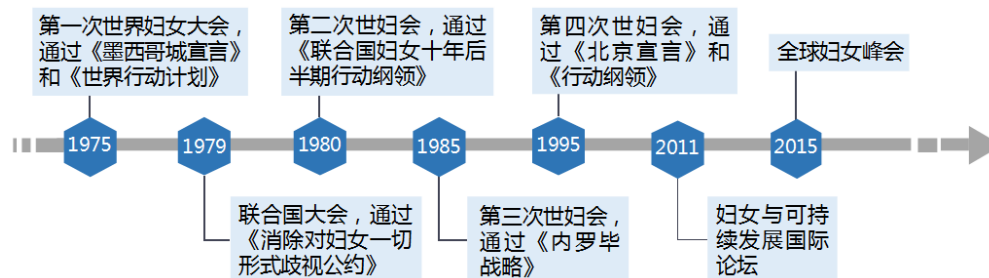 第一次世界妇女大会，
通过《墨西哥城宣言》
和《世界行动计划》
第二次世妇会，通过
《联合国妇女十年后
半期行动纲领》
第四次世妇会，通
过《北京宣言》和
《行动纲领》
全球妇女峰会
1975
1979
1980
1985
1995
2011
2015
联合国大会，通过
《消除对妇女一切
形式歧视公约》
第三次世妇会，
通过《内罗毕
战略》
妇女与可持
续发展国际
论坛